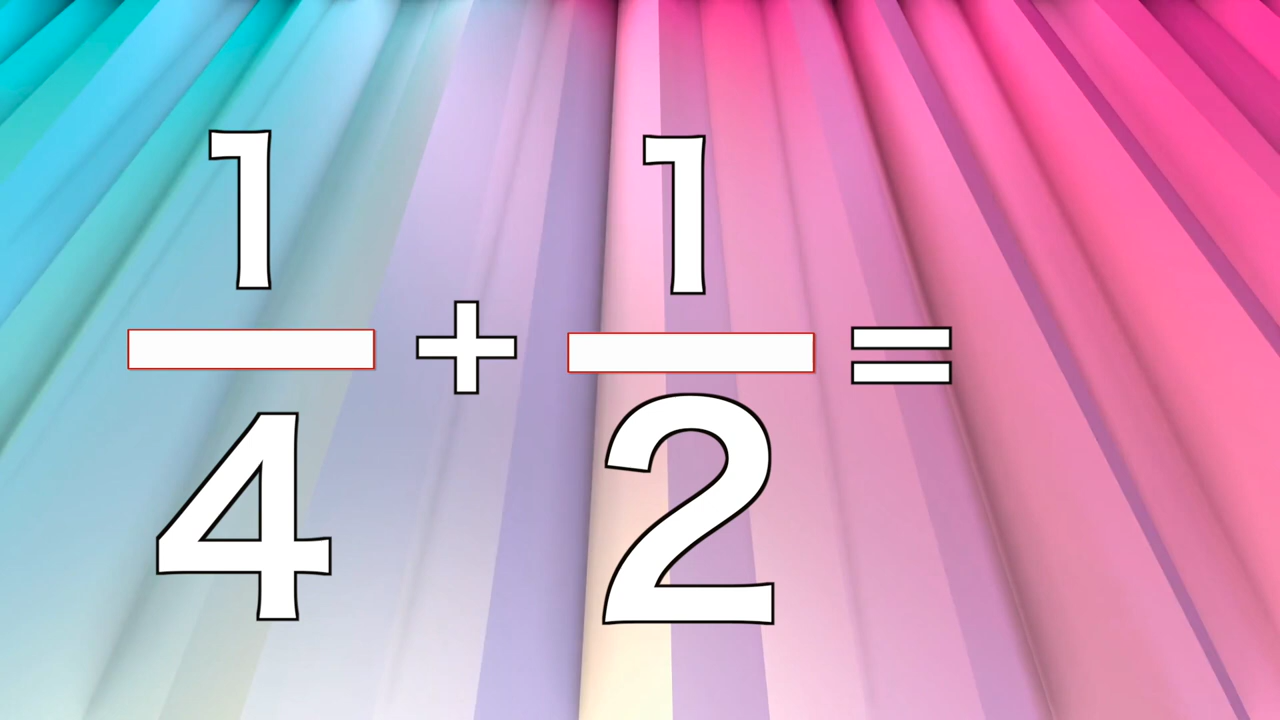 1/4 + 1/2 =